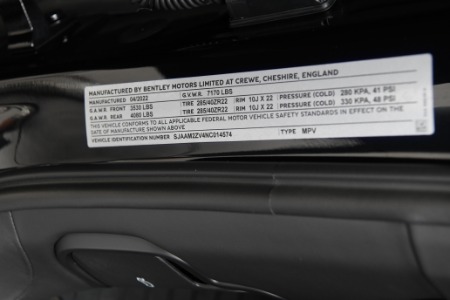 MANUFACTURED BY BENTLEY MOTORS LIMITED AT CREWE, CHESHIRE, ENGLAND
MANUFACTURED 04/2022 G.V.W.R. 7170 LBS
G.A.W.R. FRONT 3530 LBS TIRE 285/40ZR22 RIM 10J X 22 PRESSURE (COLD) 280 KPA, 41 PSI
G.A.W.R. REAR 4080 LBS TIRE 285/40ZR22 RIM 10J X 22 PRESSURE (COLD) 330 KPA, 48 PSI
THIS VEHICLE CONFORMS TO ALL APPLICABLE FEDERAL MOTOR VEHICLE SAFETY STANDARDS IN EFFECT ON THE
DATE OF MANUFACTURE SHOWN ABOVE.
VEHICLE IDENTIFICATION NUMBER SJAAM2ZV4NC014574 TYPE MPV